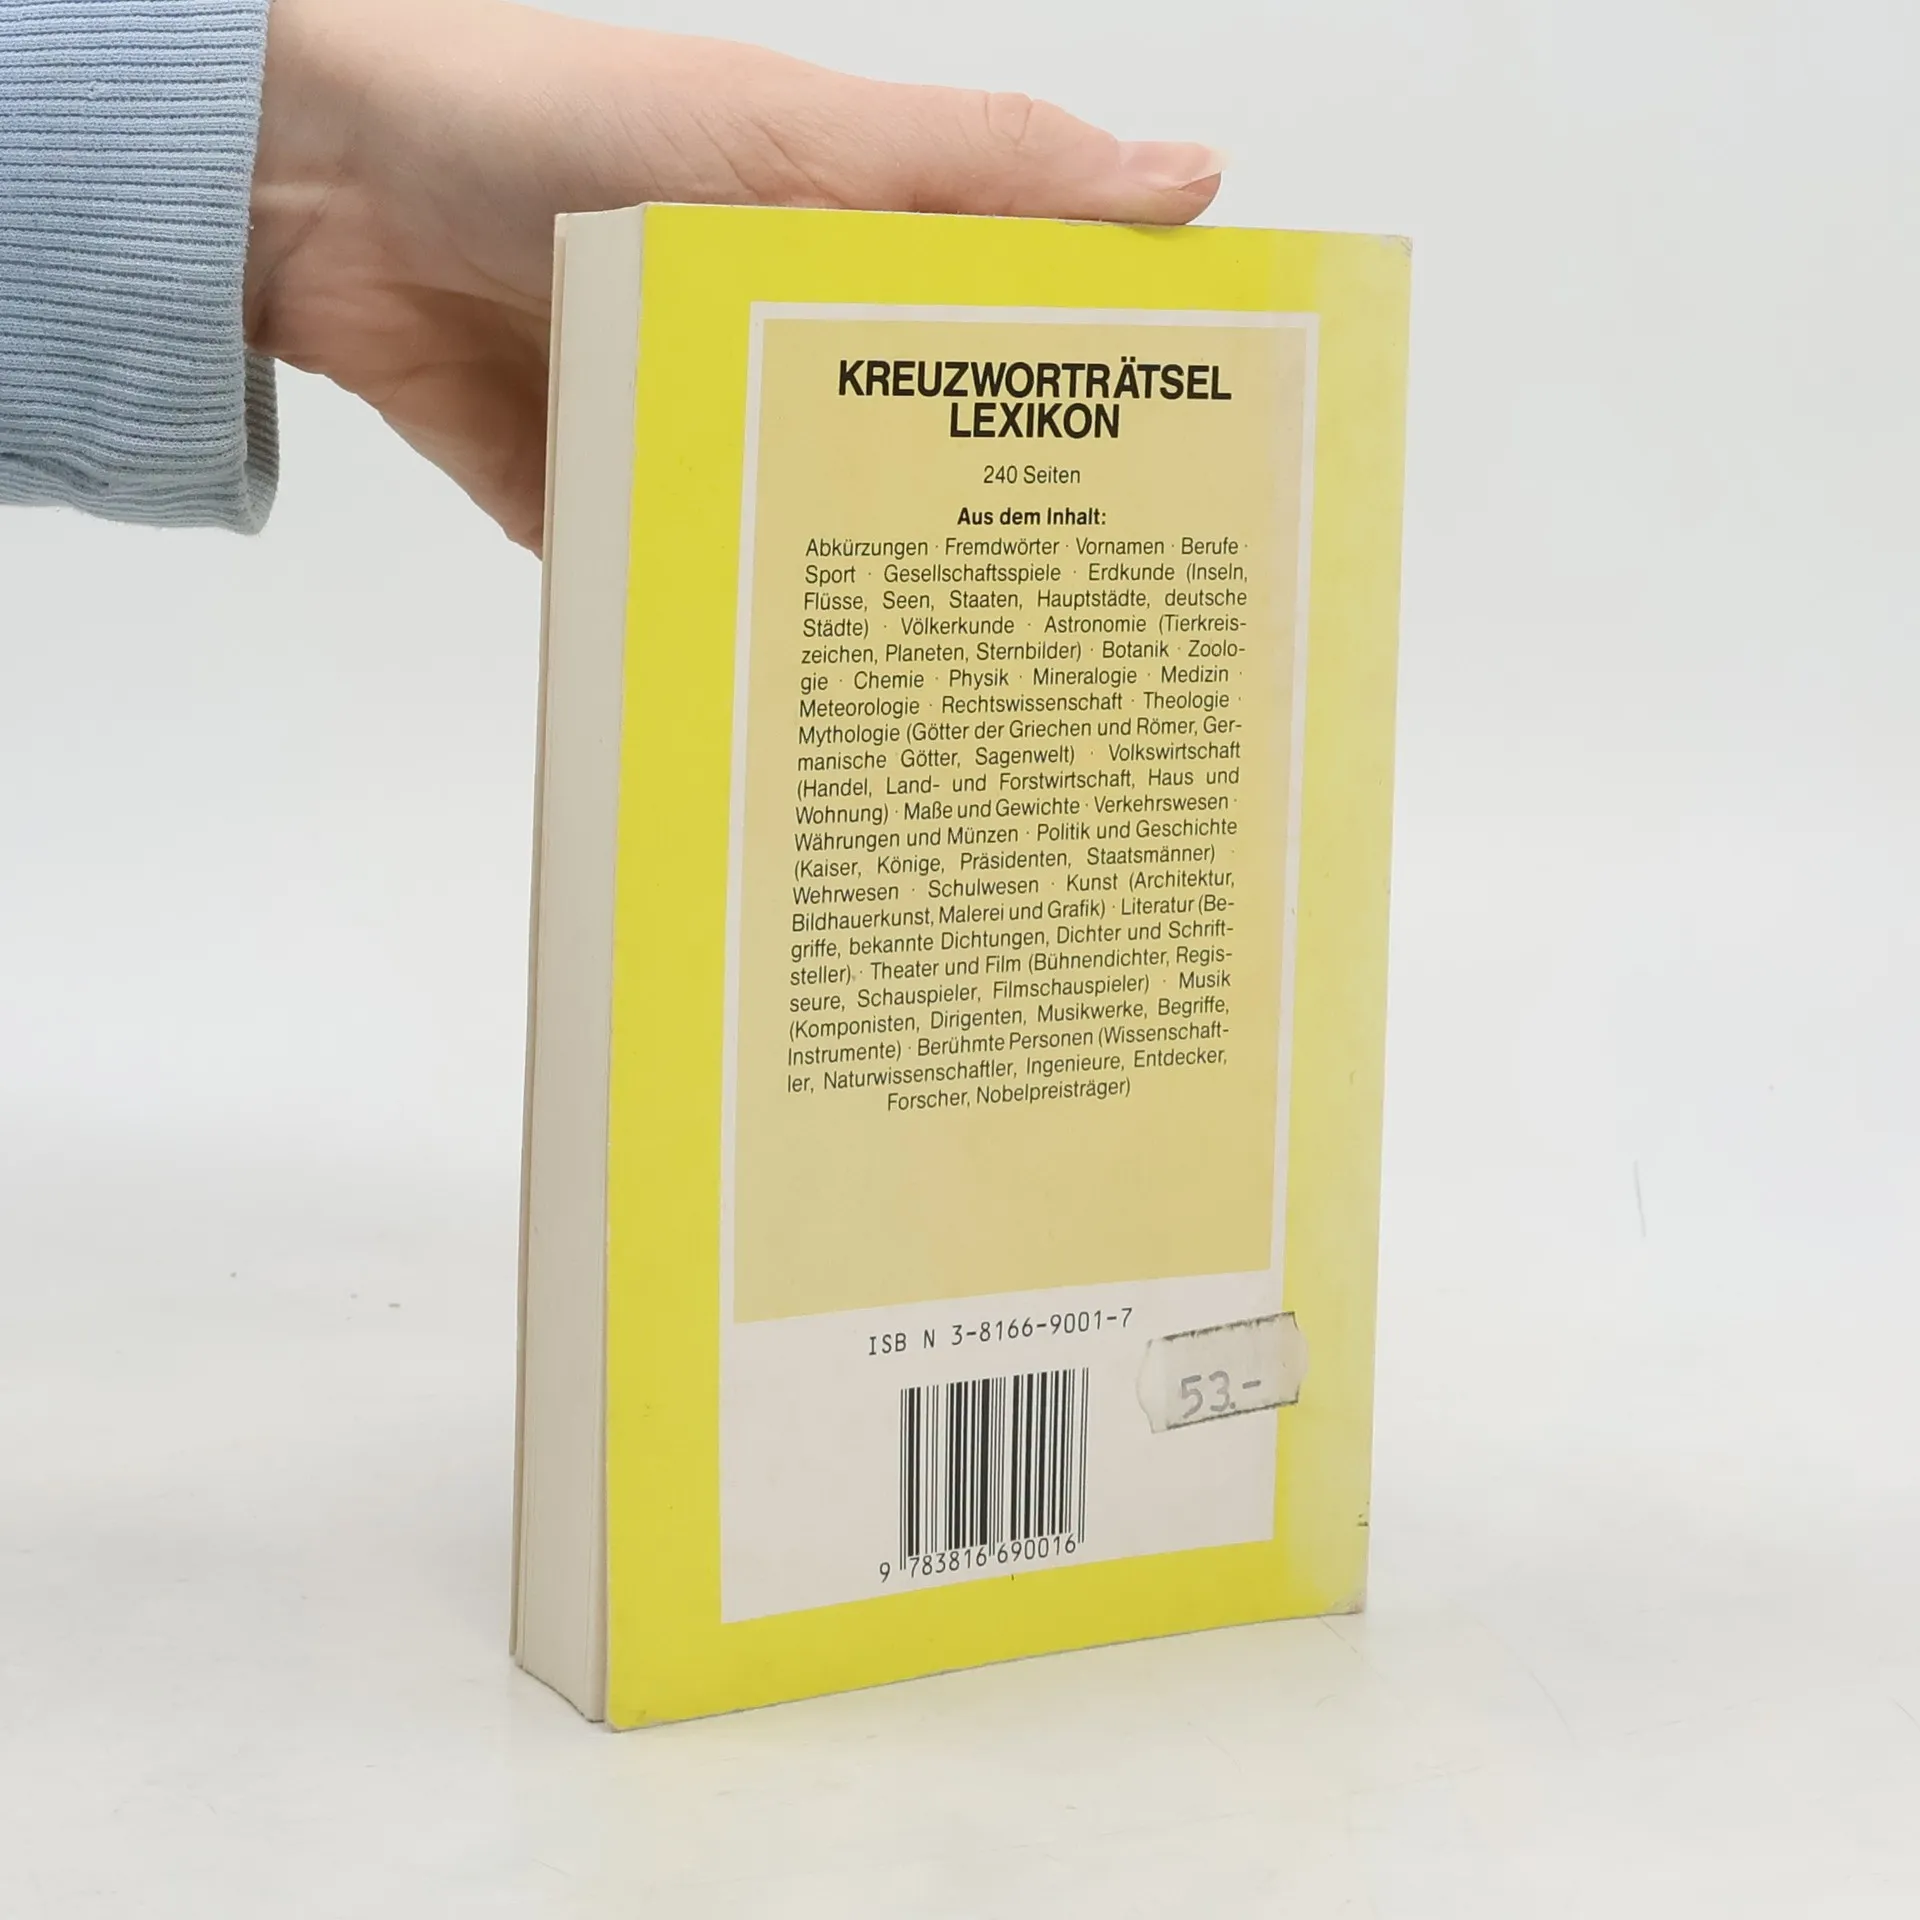 KREUZWORTRÄTSEL
LEXIKON
240 Seiten
Aus dem Inhalt:
Abkürzungen · Fremdwörter · Vornamen · Berufe ·
Sport · Gesellschaftsspiele · Erdkunde (Inseln,
Flüsse, Seen, Staaten, Hauptstädte, deutsche
Städte) · Völkerkunde · Astronomie (Tierkreis-
zeichen, Planeten, Sternbilder) · Botanik · Zoolo-
gie · Chemie · Physik · Mineralogie · Medizin ·
Meteorologie · Rechtswissenschaft · Theologie ·
Mythologie (Götter der Griechen und Römer, Ger-
manische Götter, Sagenwelt) · Volkswirtschaft
(Handel, Land- und Forstwirtschaft, Haus und
Wohnung) · Maße und Gewichte · Verkehrswesen ·
Währungen und Münzen · Politik und Geschichte
(Kaiser, Könige, Präsidenten, Staatsmänner) ·
Wehrwesen · Schulwesen · Kunst (Architektur,
Bildhauerkunst, Malerei und Grafik) · Literatur (Be-
griffe, bekannte Dichtungen, Dichter und Schrift-
steller) · Theater und Film (Bühnendichter, Regis-
seure, Schauspieler, Filmschauspieler) · Musik
(Komponisten, Dirigenten, Musikwerke, Begriffe,
Instrumente) · Berühmte Personen (Wissenschaft-
ler, Naturwissenschaftler, Ingenieure, Entdecker,
Forscher, Nobelpreisträger)
ISB N 3-8166-9001-7
53.-
9 783816 690016